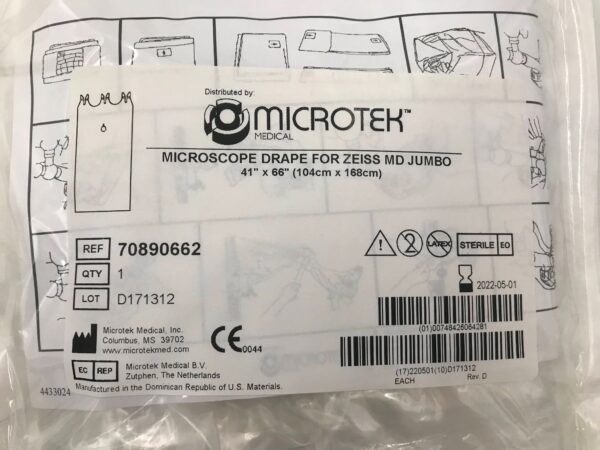 Distributed by:
MICROTEK™
MEDICAL
MICROSCOPE DRAPE FOR ZEISS MD JUMBO
41" x 66" (104cm x 168cm)
REF 70890662
QTY 1
LOT D171312
LATEX
STERILE EO
2022-05-01
(01)00748426064281
(17)220501(10)D171312
EACH Rev. D
Microtek Medical, Inc.
Columbus, MS 39702
www.microtekmed.com
CE 0044
EC REP
Microtek Medical B.V.
Zutphen, The Netherlands
4433024
Manufactured in the Dominican Republic of U.S. Materials.